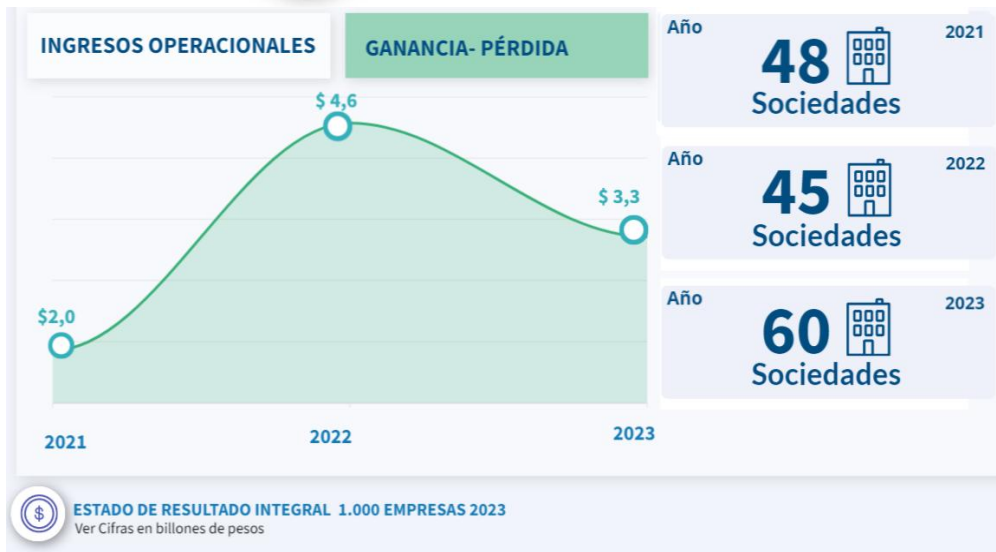 INGRESOS OPERACIONALES
GANANCIA- PÉRDIDA
$2,0
$ 4,6
$ 3,3
2021
2022
2023
Año
2021
48
Sociedades
Año
2022
45
Sociedades
Año
2023
60
Sociedades
$
ESTADO DE RESULTADO INTEGRAL 1.000 EMPRESAS 2023
Ver Cifras en billones de pesos